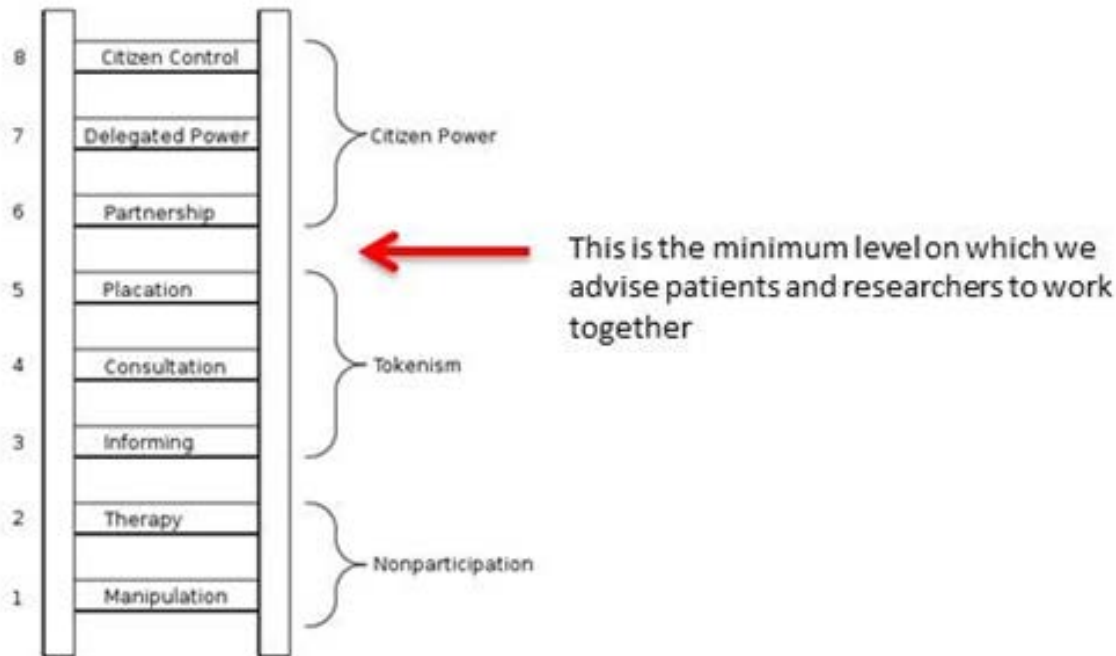 8 Citizen Control
7 Delegated Power
Citizen Power
6 Partnership
This is the minimum level on which we
advise patients and researchers to work
together
5 Placation
4 Consultation
Tokenism
3 Informing
2 Therapy
Nonparticipation
1 Manipulation